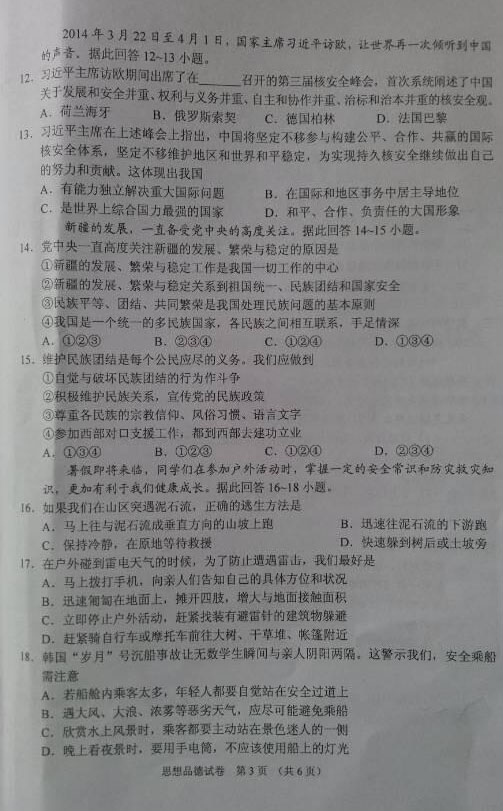 2014年3月22日至4月1日，国家主席习近平访欧，让世界再一次倾听到中国
的声音。据此回答12~13小题。
12. 习近平主席访欧期间出席了在______召开的第三届核安全峰会，首次系统阐述了中国
关于发展和安全并重、权利与义务并重、自主和协作并重、治标和治本并重的核安全观。
A．荷兰海牙 B．俄罗斯索契 C．德国柏林 D．法国巴黎
13. 习近平主席在上述峰会上指出，中国将坚定不移参与构建公平、合作、共赢的国际
核安全体系，坚定不移维护地区和世界和平稳定，为实现持久核安全继续做出自己
的努力和贡献。这体现出我国
A．有能力独立解决重大国际问题 B．在国际和地区事务中居主导地位
C．是世界上综合国力最强的国家 D．和平、合作、负责任的大国形象
新疆的发展，一直备受党中央的高度关注。据此回答14~15小题。
14. 党中央一直高度关注新疆的发展、繁荣与稳定的原因是
①新疆的发展、繁荣与稳定工作是我国一切工作的中心
②新疆的发展、繁荣与稳定关系到祖国统一、民族团结和国家安全
③民族平等、团结、共同繁荣是我国处理民族问题的基本原则
④我国是一个统一的多民族国家，各民族之间相互联系，手足情深
A．①②③ B．②③④ C．①②④ D．①③④
15. 维护民族团结是每个公民应尽的义务。我们应做到
①自觉与破坏民族团结的行为作斗争
②积极维护民族关系，宣传党的民族政策
③尊重各民族的宗教信仰、风俗习惯、语言文字
④参加西部对口支援工作，都到西部去建功立业
A．①③④ B．①②③ C．①②④ D．②③④
暑假即将来临，同学们在参加户外活动时，掌握一定的安全常识和防灾救灾知
识，更加有利于我们健康成长。据此回答16~18小题。
16. 如果我们在山区突遇泥石流，正确的逃生方法是
A．马上往与泥石流成垂直方向的山坡上跑 B．迅速往泥石流的下游跑
C．保持冷静，在原地等待救援 D．快速躲到树后或土坡旁
17. 在户外碰到雷电天气的时候，为了防止遭遇雷击，我们最好是
A．马上拨打手机，向亲人们告知自己的具体方位和状况
B．迅速匍匐在地面上，摊开四肢，增大与地面接触面积
C．立即停止户外活动，赶紧找装有避雷针的建筑物躲避
D．赶紧骑自行车或摩托车前往大树、干草堆、帐篷附近
18. 韩国“岁月”号沉船事故让无数学生瞬间与亲人阴阳两隔。这警示我们，安全乘船
需注意
A．若船舱内乘客太多，年轻人都要自觉站在安全过道上
B．遇大风、大浪、浓雾等恶劣天气，应尽可能避免乘船
C．欣赏水上风景时，乘客都要主动站在景色迷人的一侧
D．晚上看夜景时，要用手电筒，不应该使用船上的灯光
思想品德试卷 第3页 （共6页）